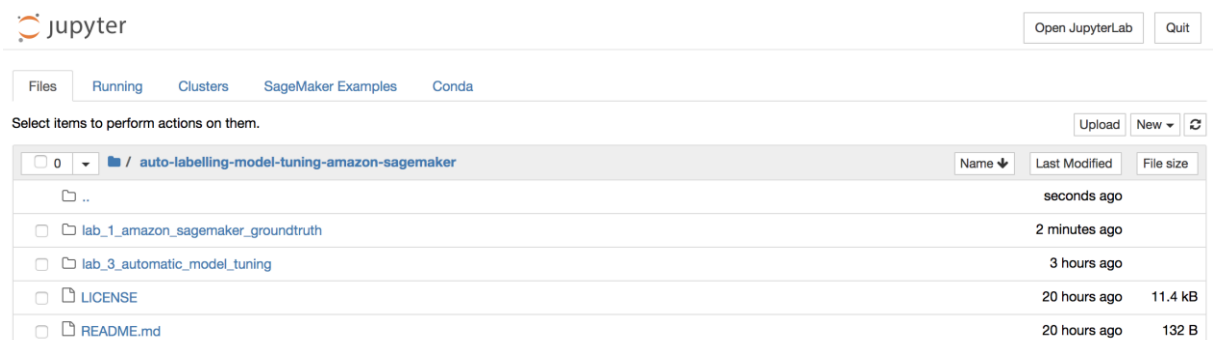 jupyter Open JupyterLab Quit
Files Running Clusters SageMaker Examples Conda
Select items to perform actions on them. Upload New
0 / auto-labelling-model-tuning-amazon-sagemaker Name Last Modified File size
.. seconds ago
lab_1_amazon_sagemaker_groundtruth 2 minutes ago
lab_3_automatic_model_tuning 3 hours ago
LICENSE 20 hours ago 11.4 kB
README.md 20 hours ago 132 B